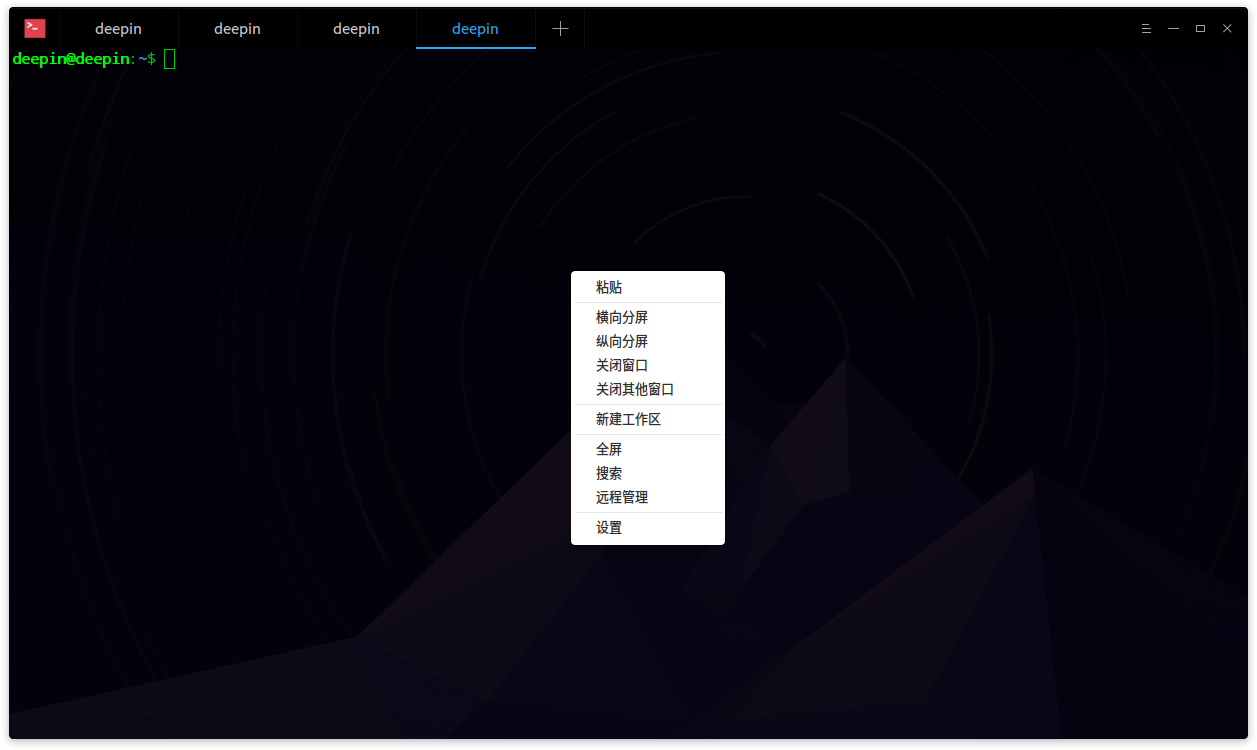 deepin deepin deepin deepin
deepin@deepin:~$
粘贴
横向分屏
纵向分屏
关闭窗口
关闭其他窗口
新建工作区
全屏
搜索
远程管理
设置